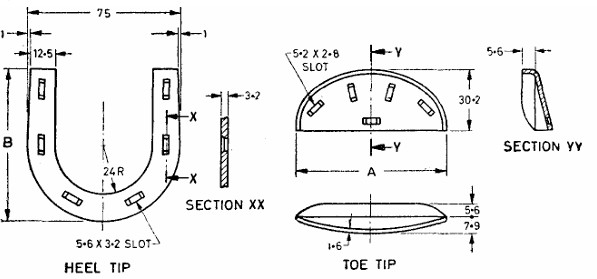 75
1
1
12·5
B
X
X
24R
5·6 X 3·2 SLOT
HEEL TIP
3·2
SECTION XX
5·2 X 2·8
SLOT
Y
Y
30·2
A
5·6
SECTION YY
5·6
7·9
1·6
TOE TIP